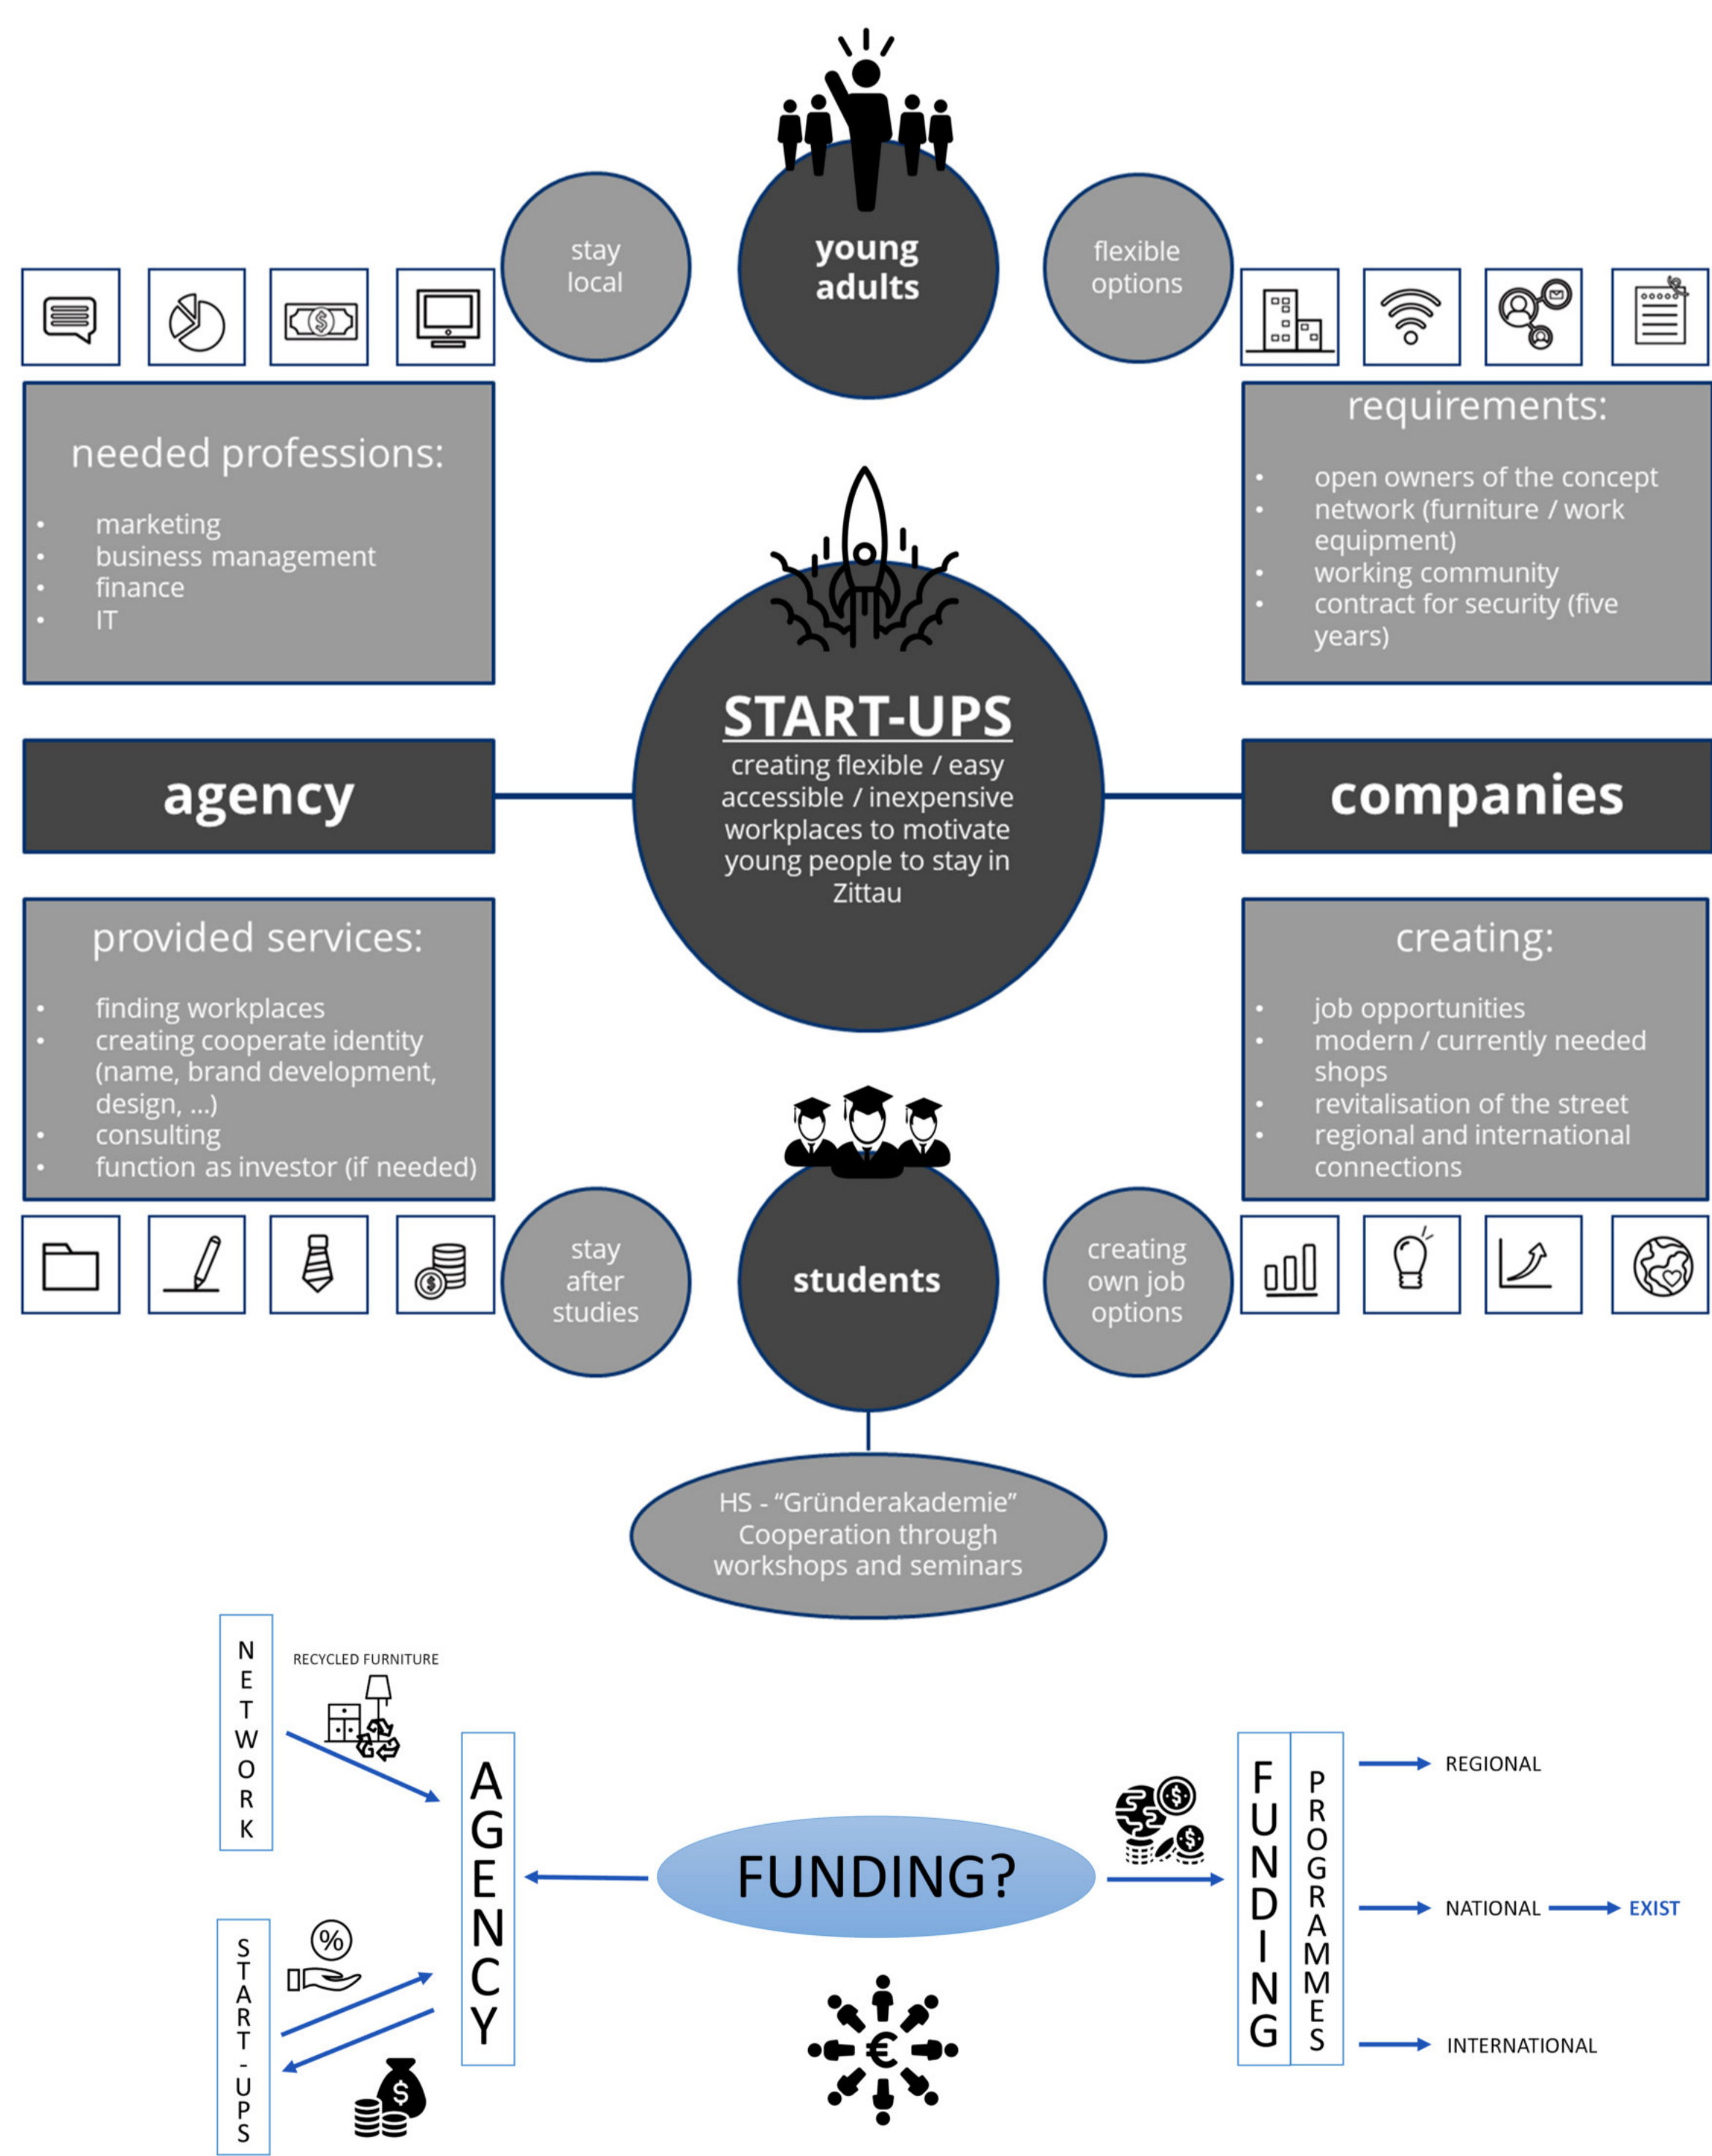 young
adults
stay
local
flexible
options
needed professions:
• marketing
• business management
• finance
• IT
requirements:
• open owners of the concept
• network (furniture / work
equipment)
• working community
• contract for security (five
years)
agency
START-UPS
creating flexible / easy
accessible / inexpensive
workplaces to motivate
young people to stay in
Zittau
companies
provided services:
• finding workplaces
• creating cooperate identity
(name, brand development,
design, ...)
• consulting
• function as investor (if needed)
creating:
• job opportunities
• modern / currently needed
shops
• revitalisation of the street
• regional and international
connections
stay
after
studies
students
creating
own job
options
HS - “Gründerakademie”
Cooperation through
workshops and seminars
NETWORK
RECYCLED FURNITURE
AGENCY
START-UPS
%
$
FUNDING?
€
$
$
FUNDING
PROGRAMMES
REGIONAL
NATIONAL
EXIST
INTERNATIONAL